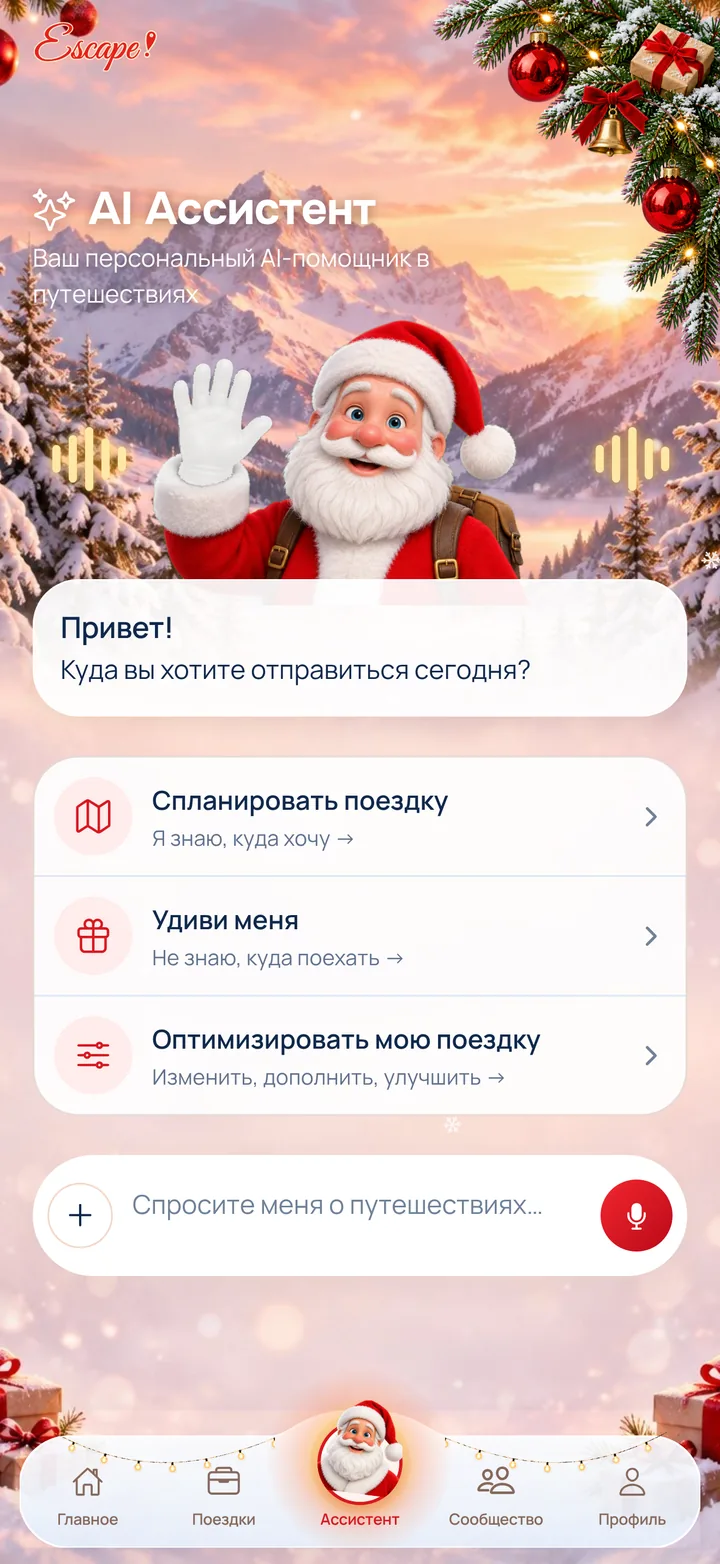 Escape!
AI Ассистент
Ваш персональный AI-помощник в
путешествиях
Привет!
Куда вы хотите отправиться сегодня?
Спланировать поездку
Я знаю, куда хочу →
Удиви меня
Не знаю, куда поехать →
Оптимизировать мою поездку
Изменить, дополнить, улучшить →
Спросите меня о путешествиях...
Главное
Поездки
Ассистент
Сообщество
Профиль